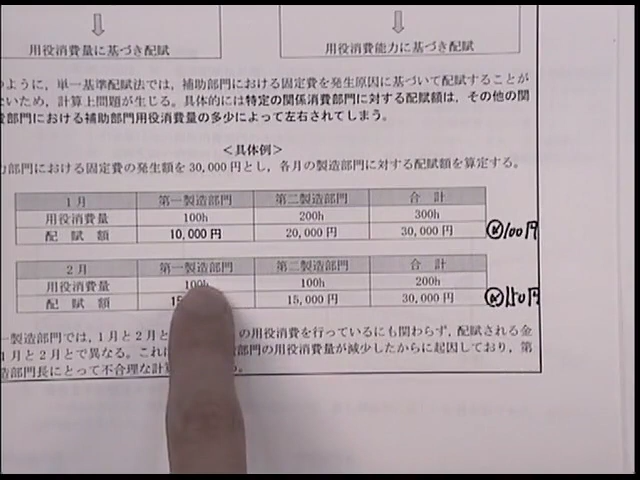 用役消費量に基づき配賦
用役消費能力に基づき配賦
のように，単一基準配賦法では，補助部門における固定費を発生原因に基づいて配賦することが
ないため，計算上問題が生じる。具体的には特定の関係消費部門に対する配賦額は，その他の関
部門における補助部門用役消費量の多少によって左右されてしまう。
＜具体例＞
力部門における固定費の発生額を30,000円とし，各月の製造部門に対する配賦額を算定する。
1月 第一製造部門 第二製造部門 合計
用役消費量 100h 200h 300h
配賦額 10,000円 20,000円 30,000円
@100円
2月 第一製造部門 第二製造部門 合計
用役消費量 100h 100h 200h
配賦額 15 15,000円 30,000円
@150円
一製造部門では，1月と2月と の用役消費を行っているにも関わらず，配賦される金
1月と2月とで異なる。これは 部門の用役消費量が減少したからに起因しており，第
造部門長にとって不合理な計